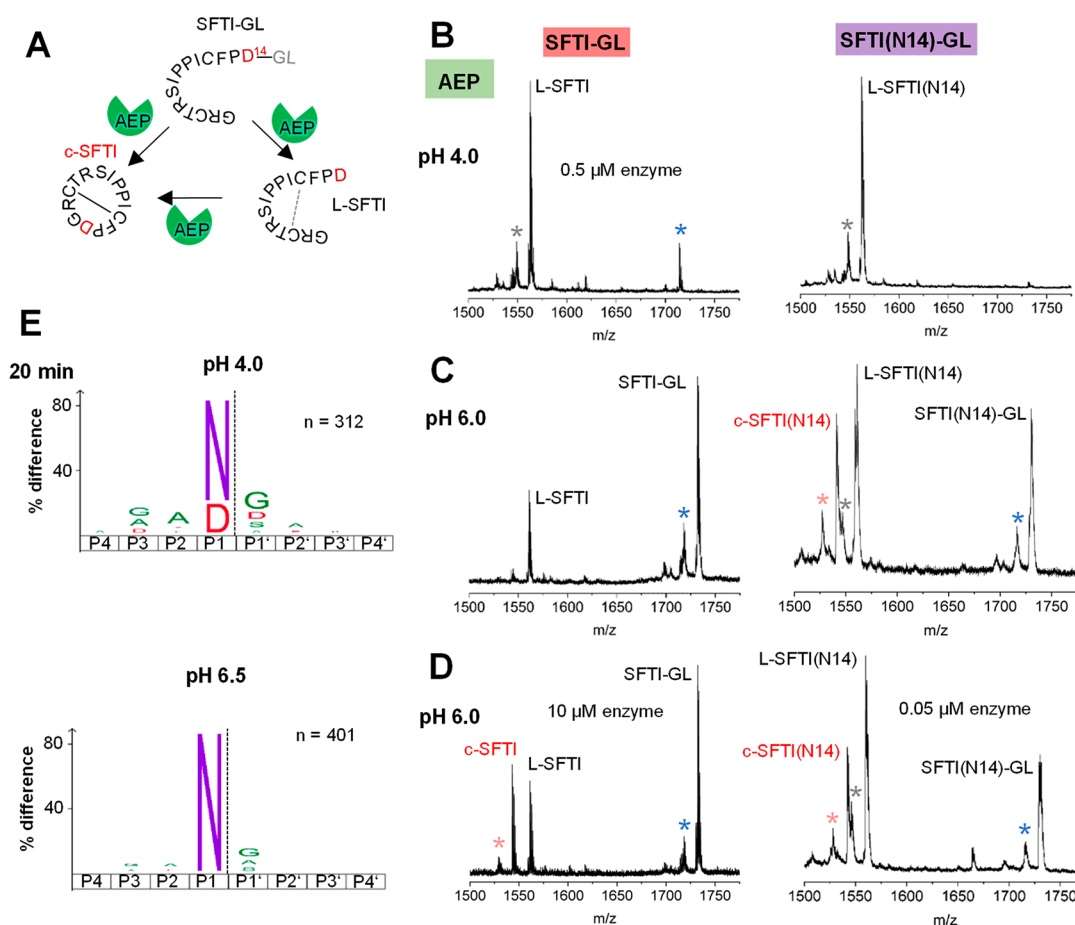 A
SFTI-GL
GRCTRSIPPICFPD14—GL
AEP
AEP
c-SFTI
GRCTRSIPPICFPD
AEP
GRCTRSIPPICFPD
L-SFTI
B
SFTI-GL
SFTI(N14)-GL
AEP
pH 4.0
L-SFTI
0.5 µM enzyme
*
*
1500 1550 1600 1650 1700 1750
m/z
L-SFTI(N14)
*
1500 1550 1600 1650 1700 1750
m/z
C
pH 6.0
SFTI-GL
L-SFTI
*
1500 1550 1600 1650 1700 1750
m/z
L-SFTI(N14)
c-SFTI(N14)
SFTI(N14)-GL
* * *
1500 1550 1600 1650 1700 1750
m/z
D
pH 6.0
SFTI-GL
10 µM enzyme
c-SFTI
L-SFTI
* *
1500 1550 1600 1650 1700 1750
m/z
L-SFTI(N14)
0.05 µM enzyme
c-SFTI(N14)
SFTI(N14)-GL
* * *
1500 1550 1600 1650 1700 1750
m/z
E
20 min
pH 4.0
% difference
80
40
n = 312
N
D
G
A
D
A
G
D
S
A
P4 P3 P2 P1 P1' P2' P3' P4'
pH 6.5
% difference
80
40
n = 401
N
G
A
P4 P3 P2 P1 P1' P2' P3' P4'